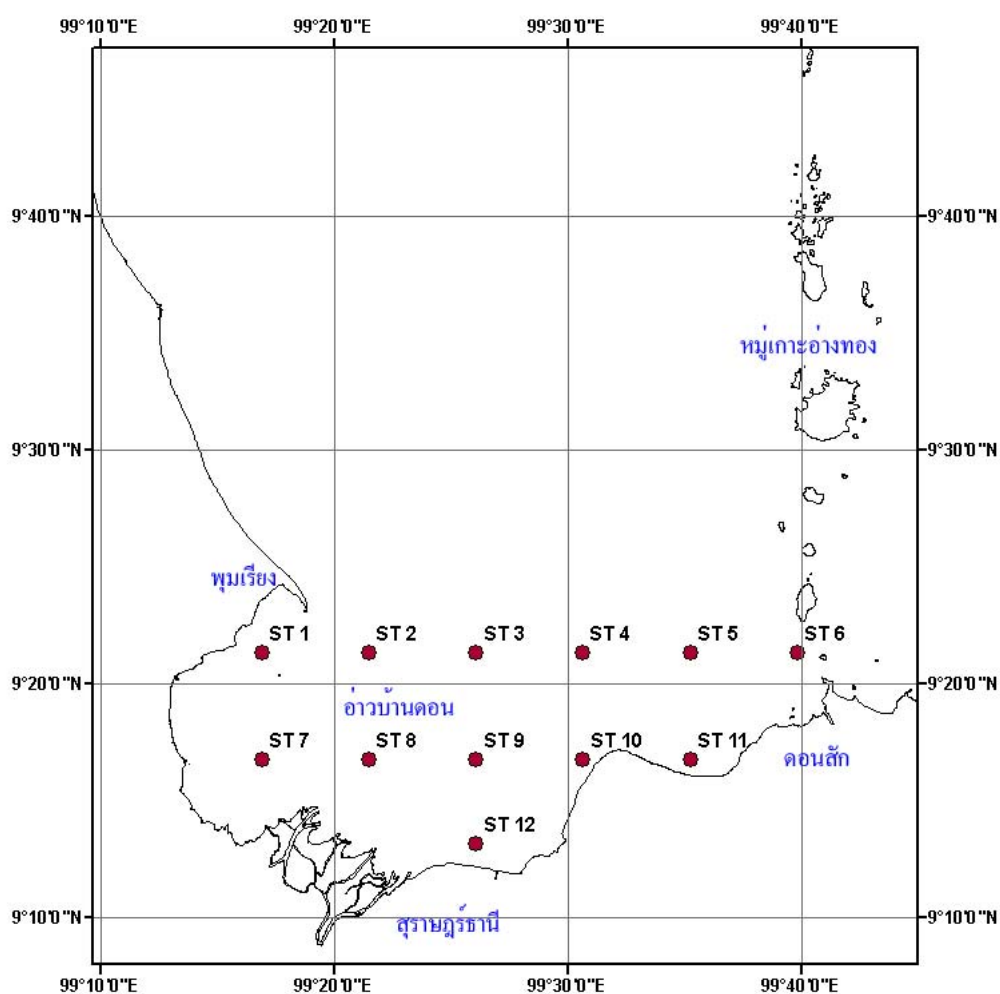 99°10'0"E 99°20'0"E 99°30'0"E 99°40'0"E
9°40'0"N 9°40'0"N
หมู่เกาะอ่างทอง
9°30'0"N 9°30'0"N
พุมเรียง
ST 1 ST 2 ST 3 ST 4 ST 5 ST 6
9°20'0"N 9°20'0"N
อ่าวบ้านดอน
ST 7 ST 8 ST 9 ST 10 ST 11
ดอนสัก
ST 12
9°10'0"N 9°10'0"N
สุราษฎร์ธานี
99°10'0"E 99°20'0"E 99°30'0"E 99°40'0"E